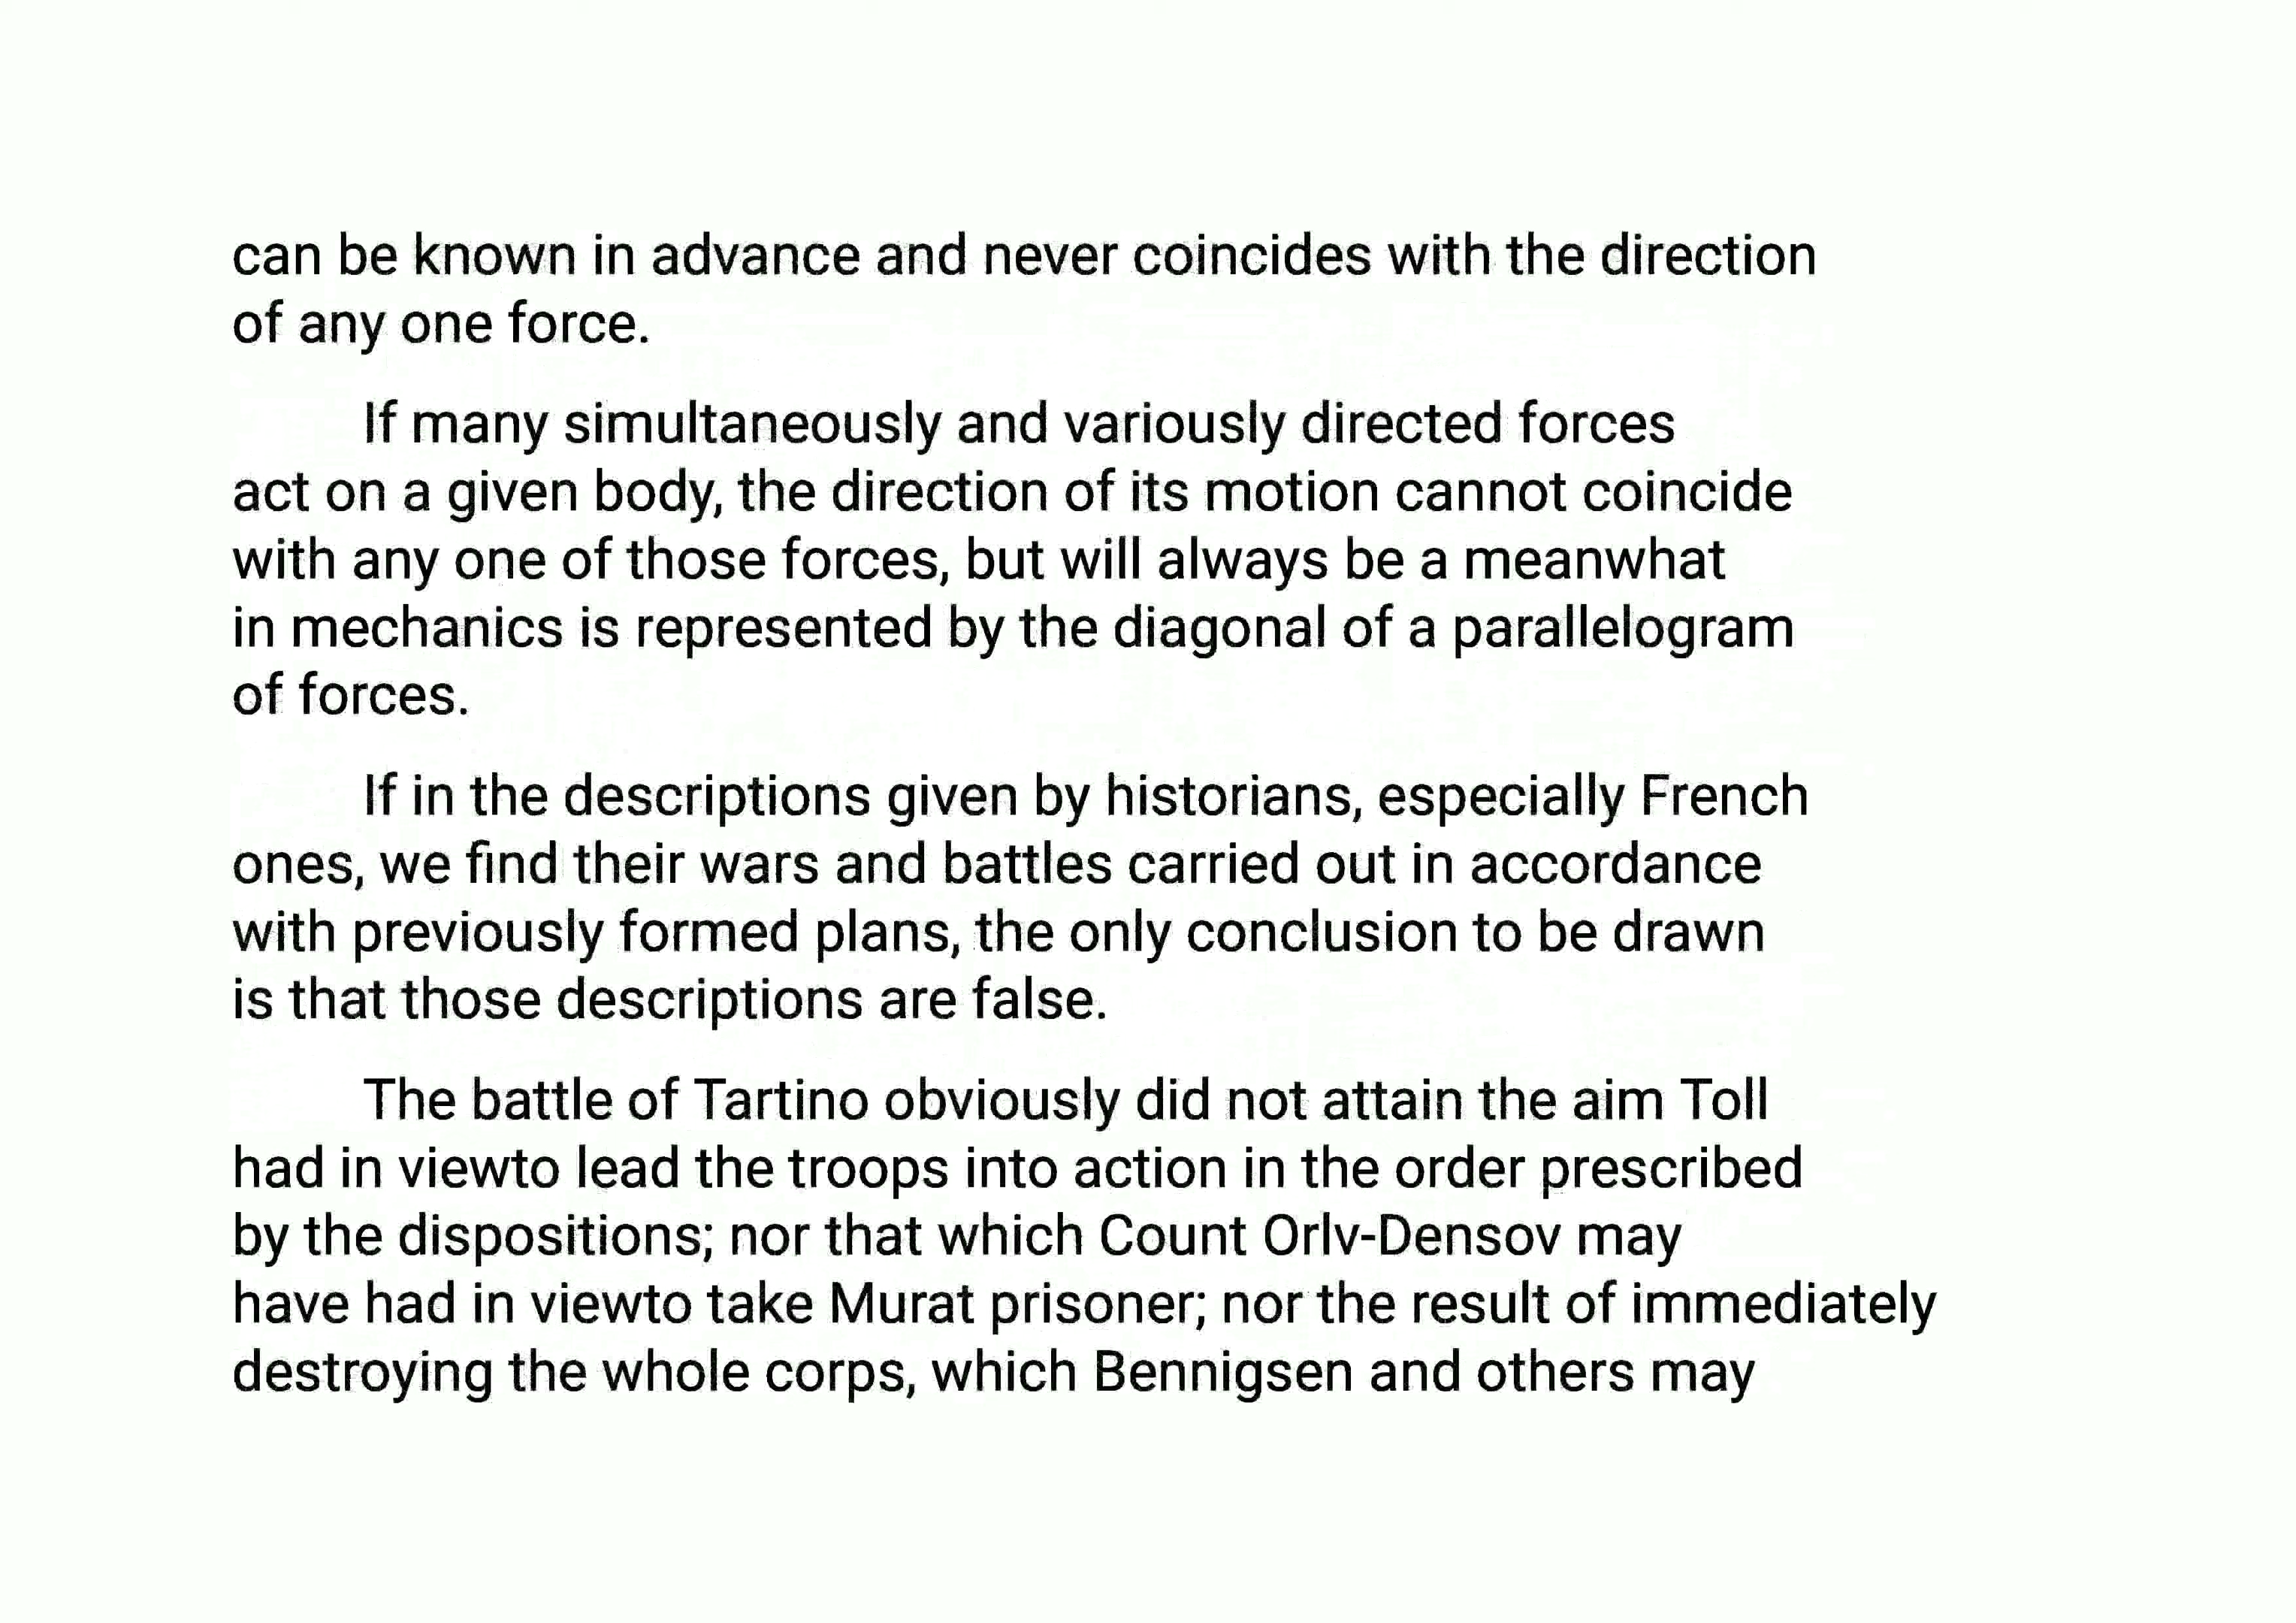 can be known in advance and never coincides with the direction
of any one force.
If many simultaneously and variously directed forces
act on a given body, the direction of its motion cannot coincide
with any one of those forces, but will always be a meanwhat
in mechanics is represented by the diagonal of a parallelogram
of forces.
If in the descriptions given by historians, especially French
ones, we find their wars and battles carried out in accordance
with previously formed plans, the only conclusion to be drawn
is that those descriptions are false.
The battle of Tartino obviously did not attain the aim Toll
had in viewto lead the troops into action in the order prescribed
by the dispositions; nor that which Count Orlv-Densov may
have had in viewto take Murat prisoner; nor the result of immediately
destroying the whole corps, which Bennigsen and others may